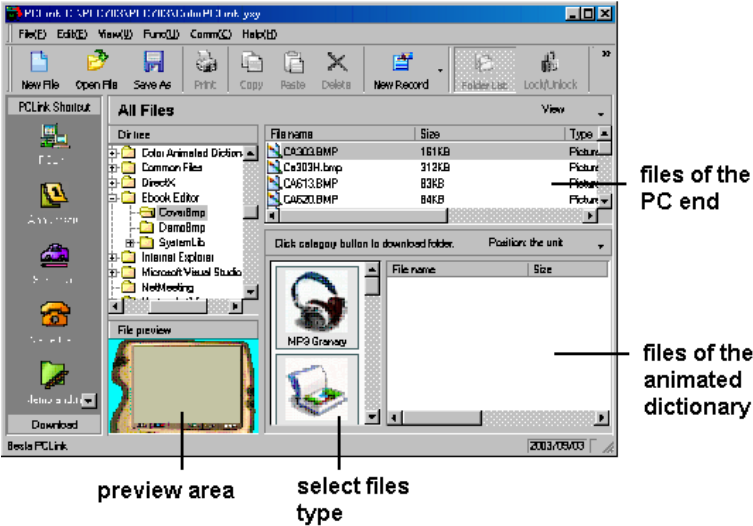 File(F) Edit(E) View(W) Func(U) Comm(C) Help(H)
New File Open File Save As Print Copy Paste Delete New Record Folder List Lock/Unlock
PCLink Shortcut
All Files
View
Dir tree
Color Animated Diction
Common Files
DirectX
Ebook Editor
CoverBmp
DemoBmp
SystemLib
Internet Explorer
Microsoft Visual Studio
NetMeeting
File name Size Type
CA303.BMP 161KB Picture
Ca303H.bmp 312KB Picture
CA613.BMP 83KB Picture
CA620.BMP 84KB Picture
files of the
PC end
Click category button to download folder. Position: the unit
File name Size
MP3 Granary
File preview
files of the
animated
dictionary
Download
Besta PCLink
2003/09/03
preview area
select files
type